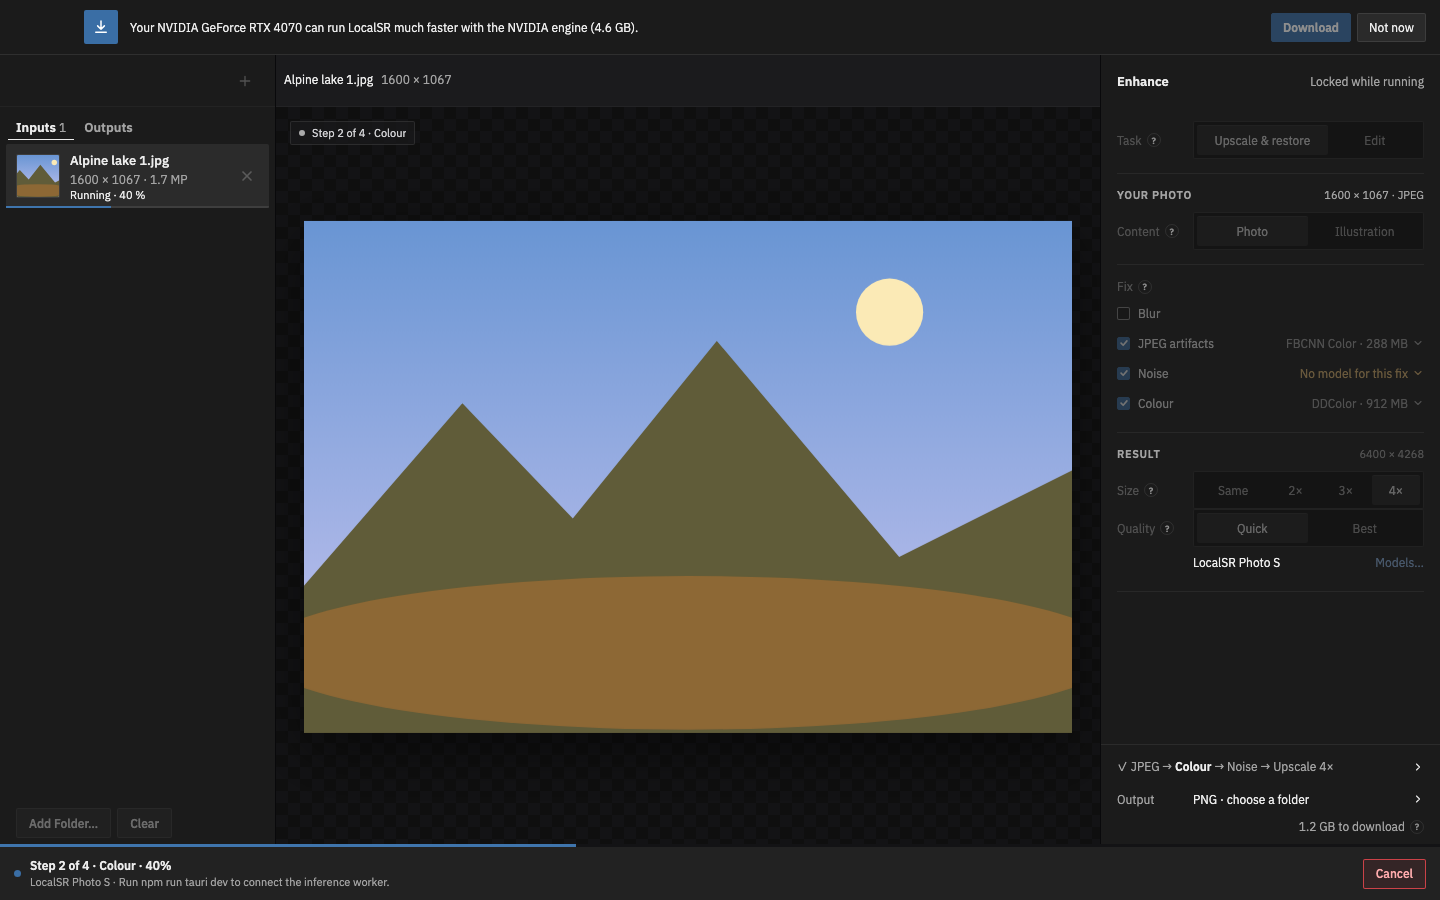 Your NVIDIA GeForce RTX 4070 can run LocalSR much faster with the NVIDIA engine (4.6 GB).
Download
Not now
Alpine lake 1.jpg 1600 × 1067
Enhance
Locked while running
Inputs 1
Outputs
Alpine lake 1.jpg
1600 × 1067 · 1.7 MP
Running · 40 %
Step 2 of 4 · Colour
Task ?
Upscale & restore
Edit
YOUR PHOTO
1600 × 1067 · JPEG
Content ?
Photo
Illustration
Fix ?
Blur
JPEG artifacts
FBCNN Color · 288 MB
Noise
No model for this fix
Colour
DDColor · 912 MB
RESULT
6400 × 4268
Size ?
Same
2×
3×
4×
Quality ?
Quick
Best
LocalSR Photo S
Models...
✓ JPEG → Colour → Noise → Upscale 4×
Output
PNG · choose a folder
1.2 GB to download ?
Add Folder...
Clear
Step 2 of 4 · Colour · 40%
LocalSR Photo S · Run npm run tauri dev to connect the inference worker.
Cancel